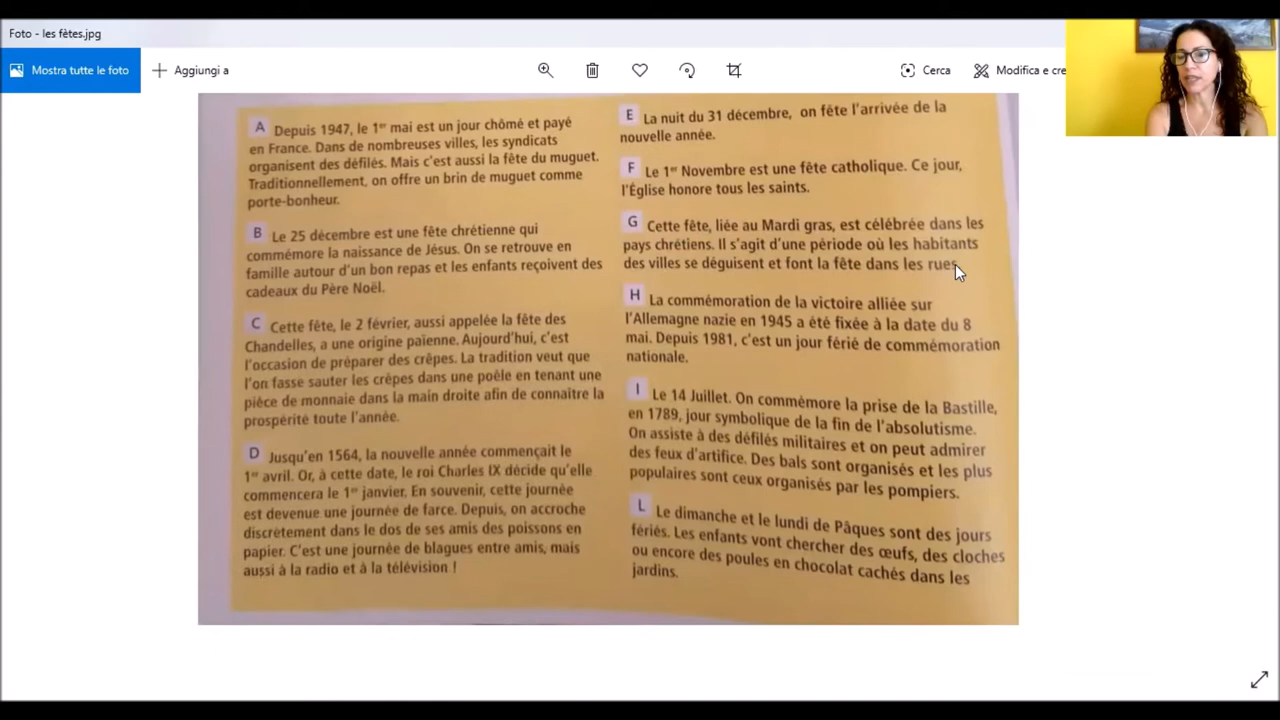 Foto - les fêtes.jpg
Mostra tutte le foto
Aggiungi a
Cerca
Modifica e cre
A Depuis 1947, le 1er mai est un jour chômé et payé
en France. Dans de nombreuses villes, les syndicats
organisent des défilés. Mais c'est aussi la fête du muguet.
Traditionnellement, on offre un brin de muguet comme
porte-bonheur.
B Le 25 décembre est une fête chrétienne qui
commémore la naissance de Jésus. On se retrouve en
famille autour d'un bon repas et les enfants reçoivent des
cadeaux du Père Noël.
C Cette fête, le 2 février, aussi appelée la fête des
Chandelles, a une origine païenne. Aujourd'hui, c'est
l'occasion de préparer des crêpes. La tradition veut que
l'on fasse sauter les crêpes dans une poêle en tenant une
pièce de monnaie dans la main droite afin de connaître la
prospérité toute l'année.
D Jusqu'en 1564, la nouvelle année commençait le
1er avril. Or, à cette date, le roi Charles IX décide qu'elle
commencera le 1er janvier. En souvenir, cette journée
est devenue une journée de farce. Depuis, on accroche
discrètement dans le dos de ses amis des poissons en
papier. C'est une journée de blagues entre amis, mais
aussi à la radio et à la télévision !
E La nuit du 31 décembre, on fête l'arrivée de la
nouvelle année.
F Le 1er Novembre est une fête catholique. Ce jour,
l'Église honore tous les saints.
G Cette fête, liée au Mardi gras, est célébrée dans les
pays chrétiens. Il s'agit d'une période où les habitants
des villes se déguisent et font la fête dans les rues.
H La commémoration de la victoire alliée sur
l'Allemagne nazie en 1945 a été fixée à la date du 8
mai. Depuis 1981, c'est un jour férié de commémoration
nationale.
I Le 14 Juillet. On commémore la prise de la Bastille,
en 1789, jour symbolique de la fin de l'absolutisme.
On assiste à des défilés militaires et on peut admirer
des feux d'artifice. Des bals sont organisés et les plus
populaires sont ceux organisés par les pompiers.
L Le dimanche et le lundi de Pâques sont des jours
fériés. Les enfants vont chercher des œufs, des cloches
ou encore des poules en chocolat cachés dans les
jardins.